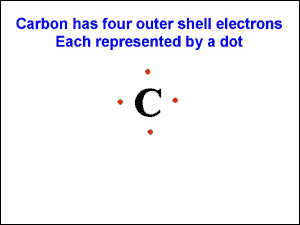 Carbon has four outer shell electrons
Each represented by a dot
C